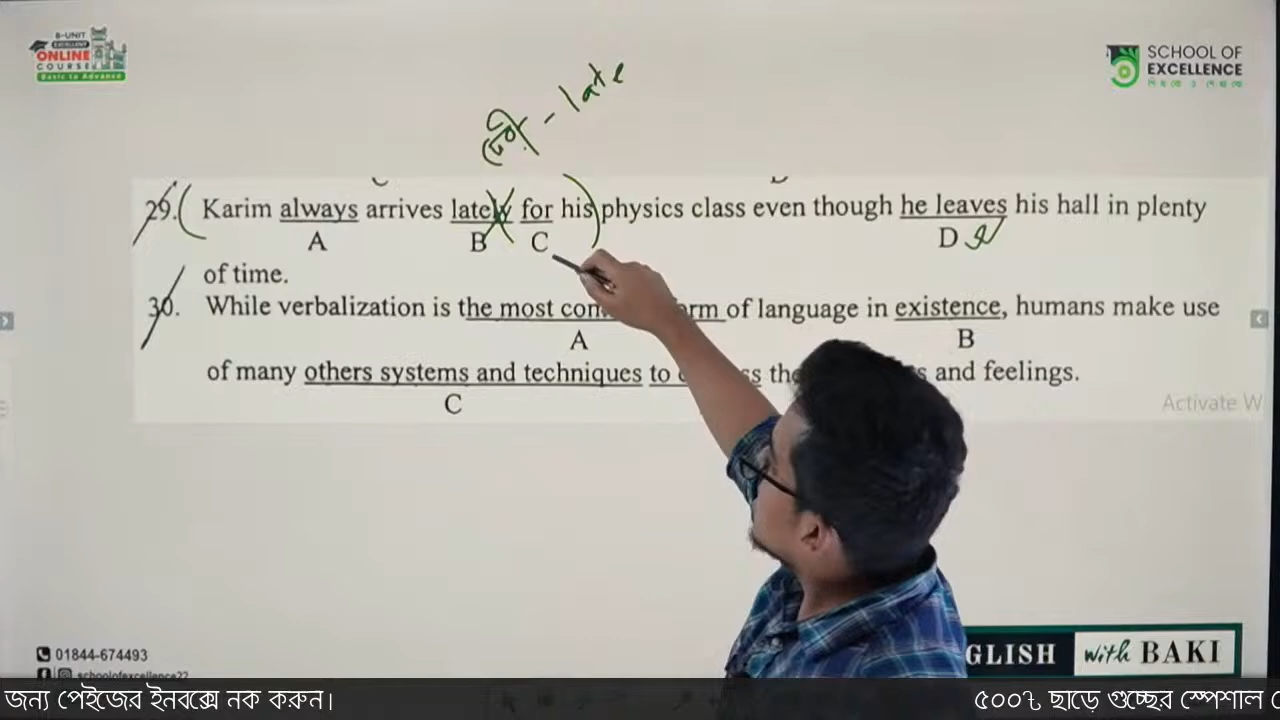 B-UNIT
EXCELLENT
ONLINE
COURSE
Basic to Advance
SCHOOL OF
EXCELLENCE
দেরী - late
29. Karim always arrives lately for his physics class even though he leaves his hall in plenty
A B C D
of time.
30. While verbalization is the most com rm of language in existence, humans make use
A B
of many others systems and techniques to the s and feelings.
C
Activate W
01844-674493
schoolofexcellence22
GLISH with BAKI
জন্য পেইজের ইনবক্সে নক করুন। ৫০০৳ ছাড়ে গুচ্ছের স্পেশাল